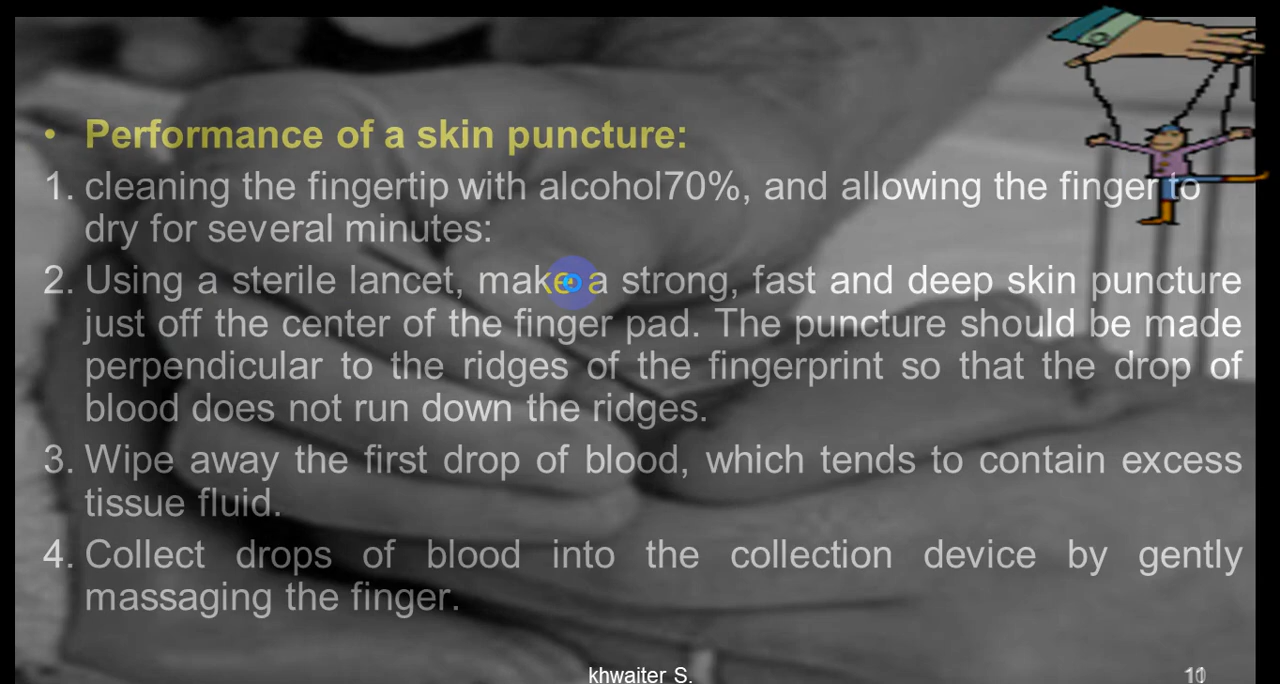 • Performance of a skin puncture:
1. cleaning the fingertip with alcohol70%, and allowing the finger to
dry for several minutes:
2. Using a sterile lancet, make a strong, fast and deep skin puncture
just off the center of the finger pad. The puncture should be made
perpendicular to the ridges of the fingerprint so that the drop of
blood does not run down the ridges.
3. Wipe away the first drop of blood, which tends to contain excess
tissue fluid.
4. Collect drops of blood into the collection device by gently
massaging the finger.
khwaiter S.